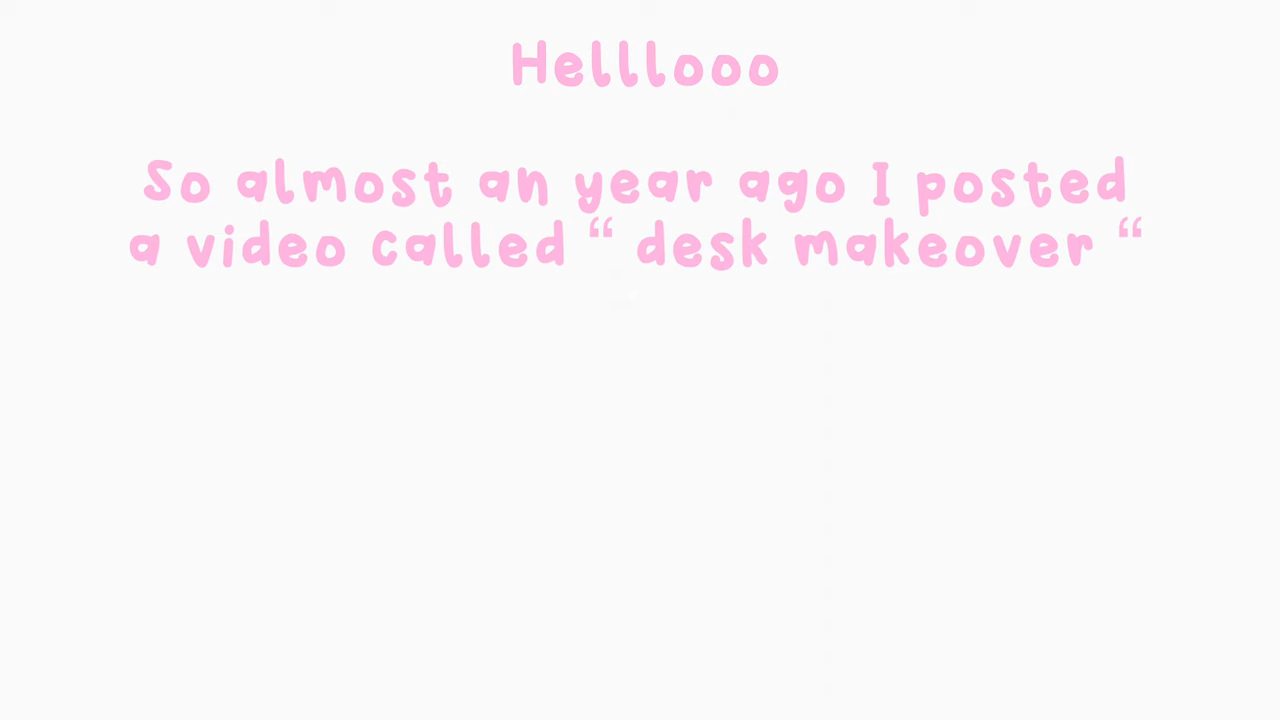 Helllooo
So almost an year ago I posted
a video called “ desk makeover “